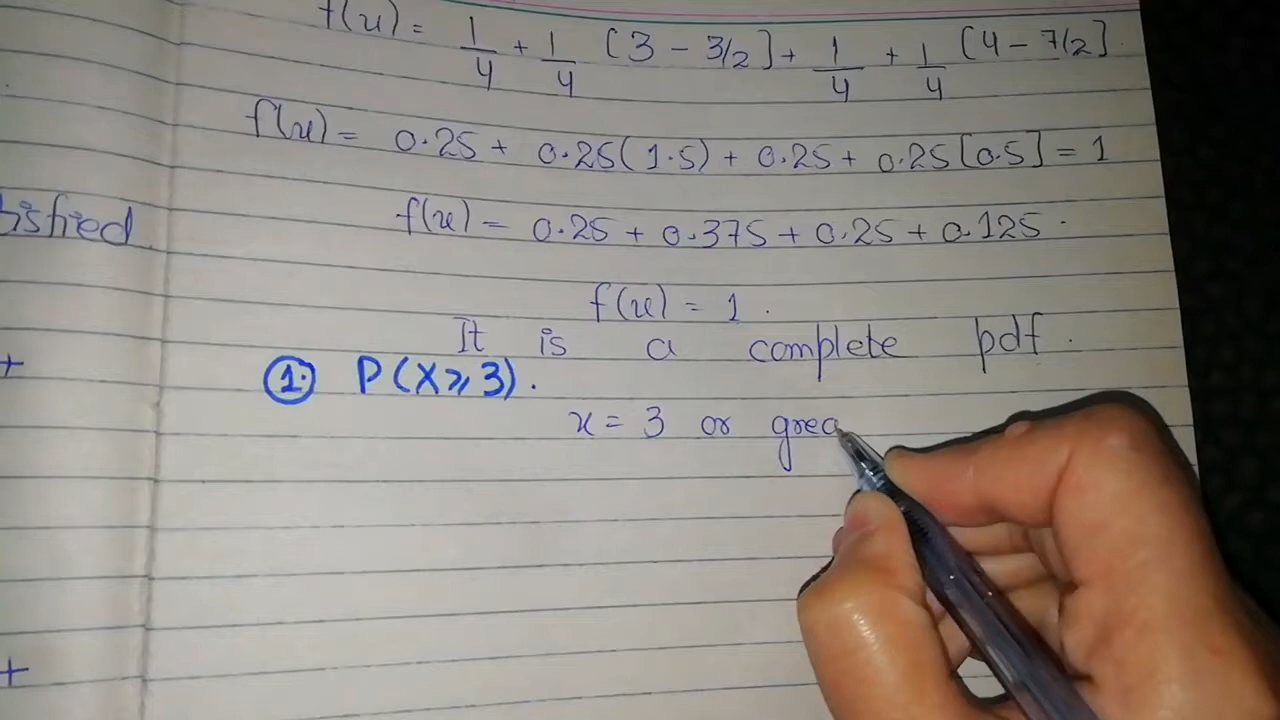 f(x) = 1/4 + 1/4 [3 - 3/2] + 1/4 + 1/4 [4 - 7/2]
f(x) = 0.25 + 0.25(1.5) + 0.25 + 0.25[0.5] = 1
f(x) = 0.25 + 0.375 + 0.25 + 0.125.
f(x) = 1.
It is a complete pdf.
+
1. P(X ⩾ 3).
x = 3 or grea
+